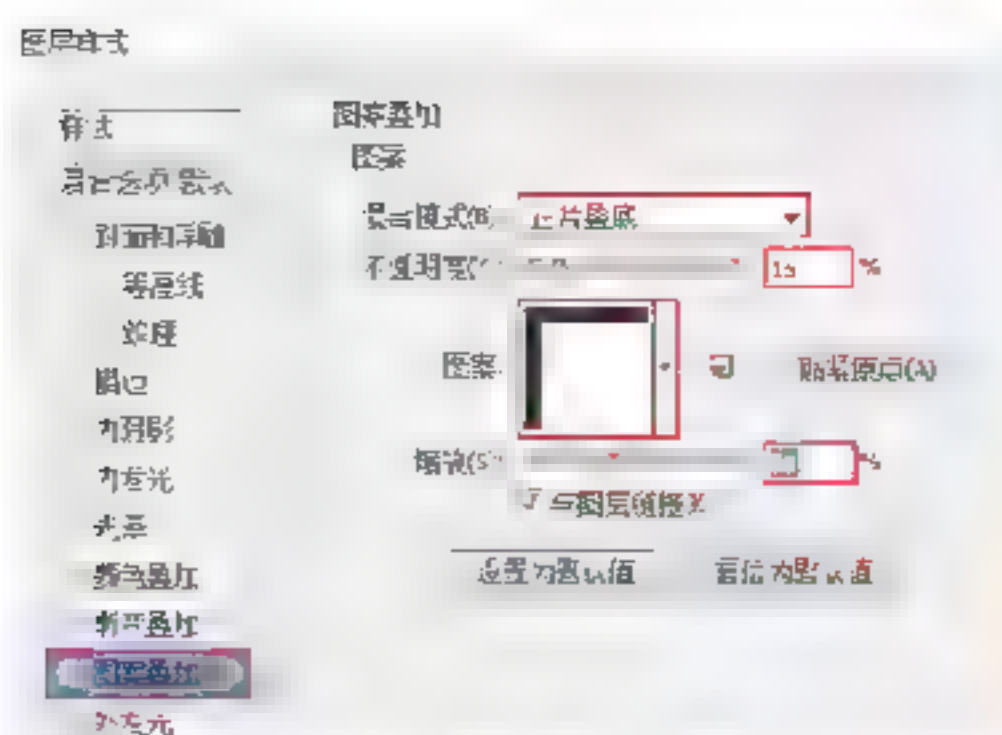 图层样式
样式
混合选项:默认
斜面和浮雕
等高线
纹理
描边
内阴影
内发光
光泽
颜色叠加
渐变叠加
图案叠加
外发光
图案叠加
图案
混合模式(B): 正片叠底
不透明度(Y): 15 %
图案: 贴紧原点(A)
缩放(S): %
与图层链接
设置为默认值 复位为默认值